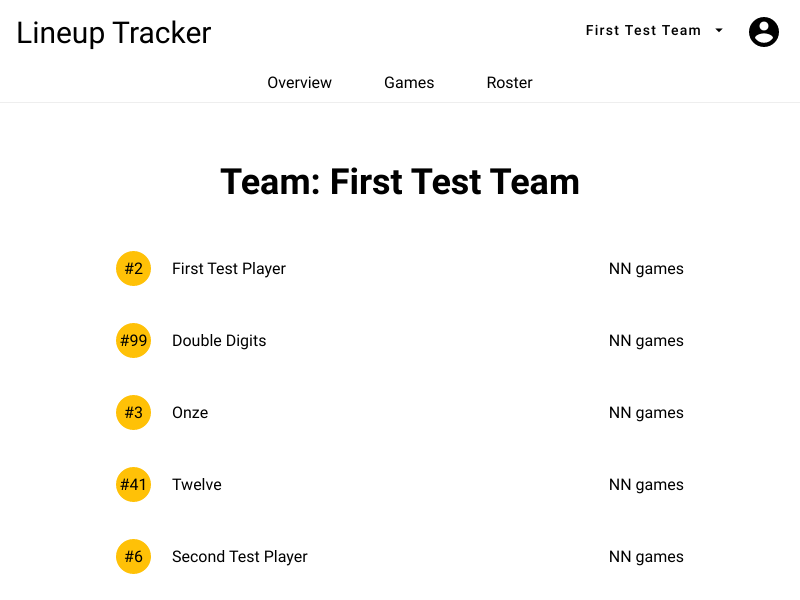 Lineup Tracker
First Test Team
Overview Games Roster
Team: First Test Team
#2 First Test Player NN games
#99 Double Digits NN games
#3 Onze NN games
#41 Twelve NN games
#6 Second Test Player NN games